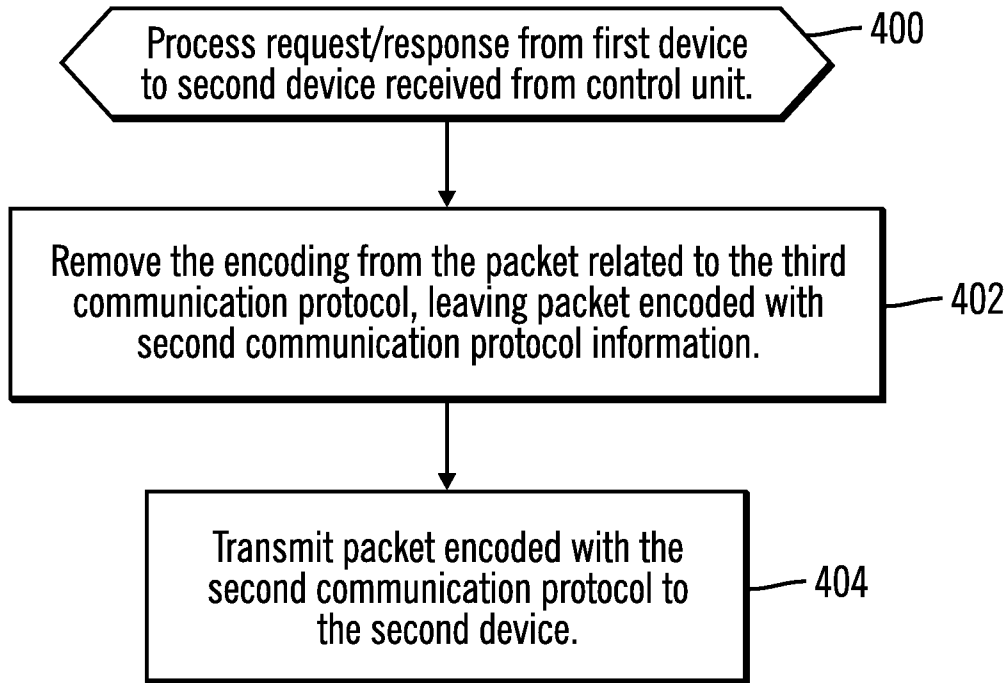 Process request/response from first device
to second device received from control unit.
400
Remove the encoding from the packet related to the third
communication protocol, leaving packet encoded with
second communication protocol information.
402
Transmit packet encoded with the
second communication protocol to
the second device.
404